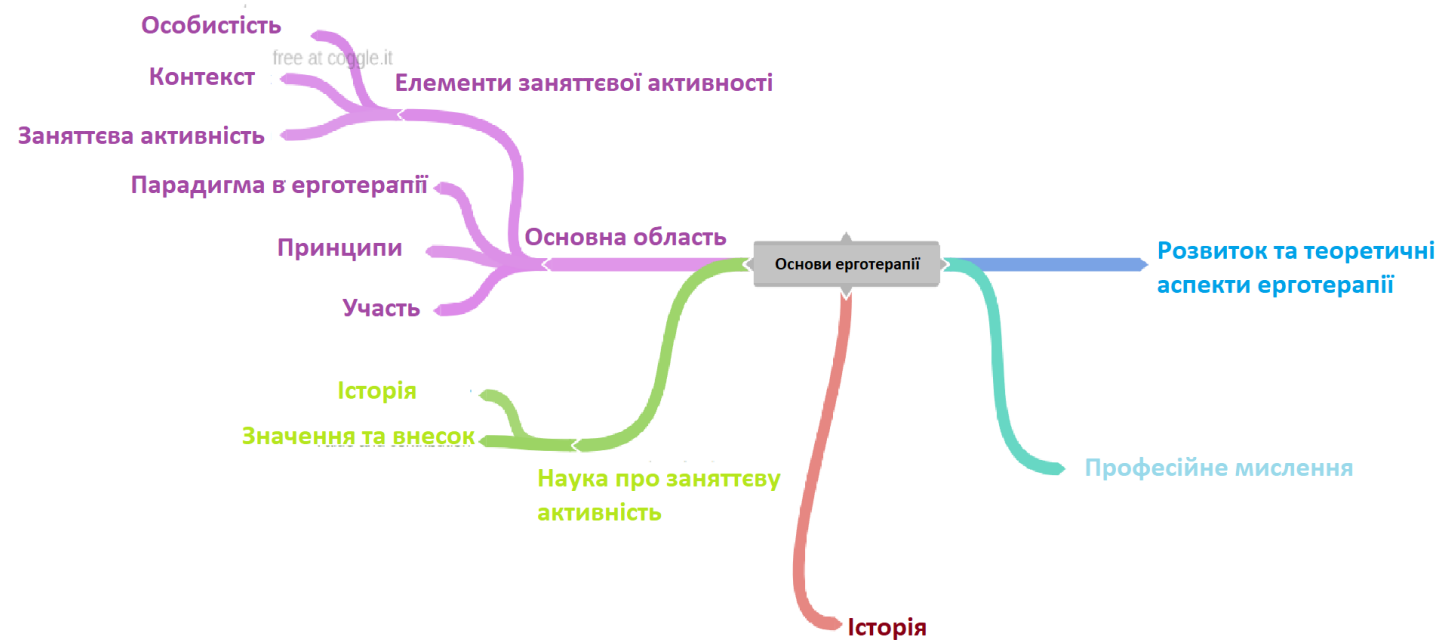 Особистість
free at coggle.it
Контекст
Елементи заняттєвої активності
Заняттєва активність
Парадигма в ерготерапії
Принципи
Основна область
Участь
Основи ерготерапії
Розвиток та теоретичні
аспекти ерготерапії
Історія
Значення та внесок
Наука про заняттєву
активність
Професійне мислення
Історія